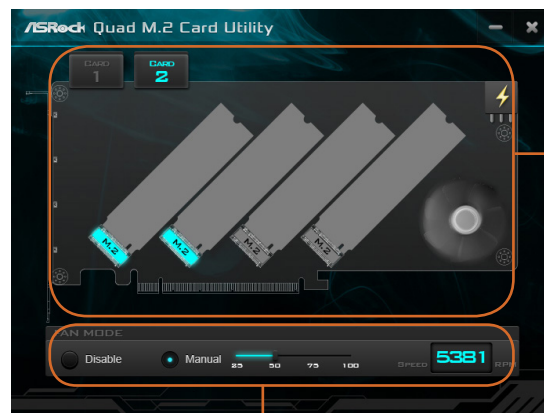 ASRock Quad M.2 Card Utility
CARD 1
CARD 2
M.2 M.2 M.2 M.2
FAN MODE
Disable Manual 25 50 75 100 SPEED 5381 RPM